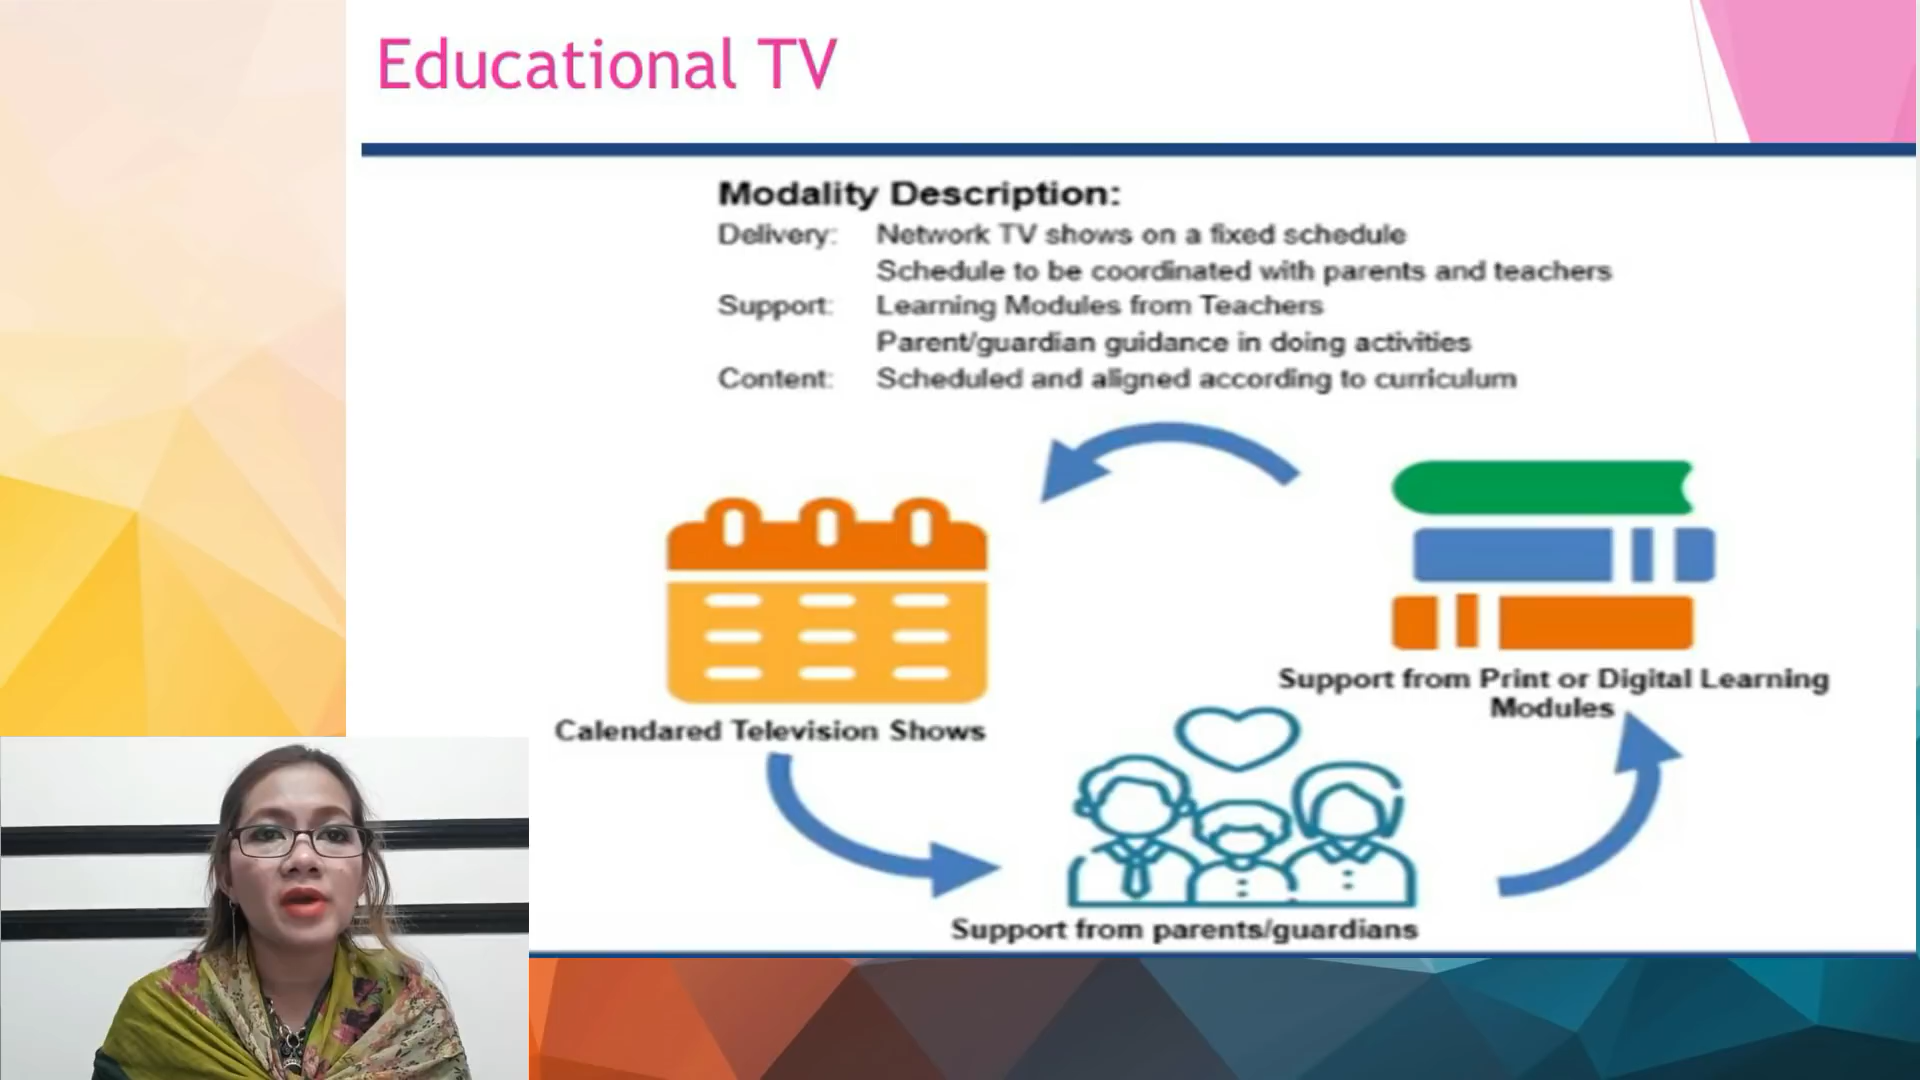 Educational TV
Modality Description:
Delivery: Network TV shows on a fixed schedule
Schedule to be coordinated with parents and teachers
Support: Learning Modules from Teachers
Parent/guardian guidance in doing activities
Content: Scheduled and aligned according to curriculum
Calendared Television Shows
Support from Print or Digital Learning
Modules
Support from parents/guardians